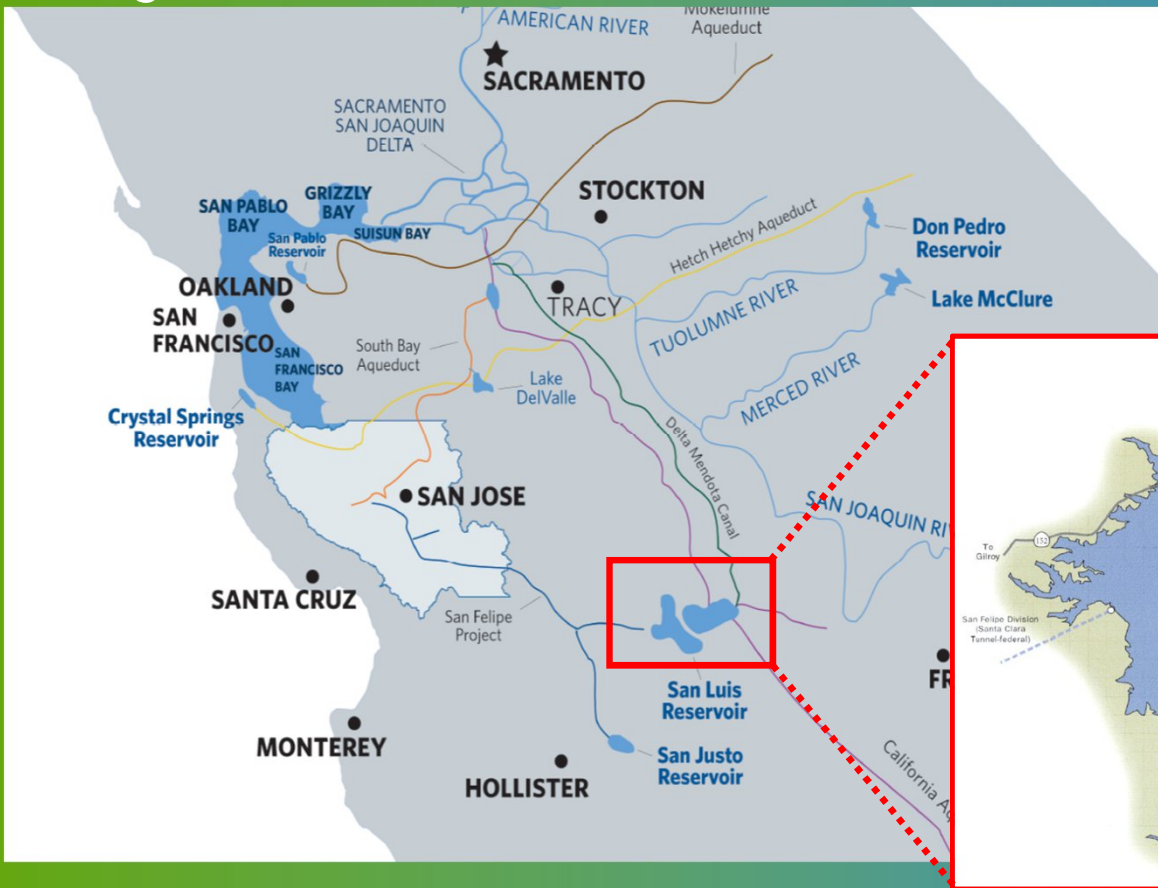 AMERICAN RIVER
Mokelumne
Aqueduct
SACRAMENTO
SACRAMENTO
SAN JOAQUIN
DELTA
STOCKTON
GRIZZLY
BAY
SAN PABLO
BAY
SUISUN BAY
San Pablo
Reservoir
Hetch Hetchy Aqueduct
Don Pedro
Reservoir
OAKLAND
TRACY
Lake McClure
SAN
FRANCISCO
TUOLUMNE RIVER
South Bay
Aqueduct
SAN
FRANCISCO
BAY
Lake
DelValle
MERCED RIVER
Crystal Springs
Reservoir
Delta Mendota Canal
SAN JOSE
SAN JOAQUIN
152
To
Gilroy
SANTA CRUZ
San Felipe
Project
San Felipe Division
(Santa Clara
Tunnel-federal)
San Luis
Reservoir
MONTEREY
San Justo
Reservoir
HOLLISTER
California